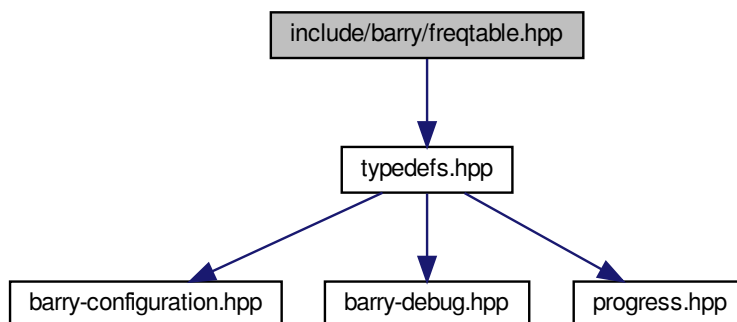 include/barry/freqtable.hpp
typedefs.hpp
barry-configuration.hpp
barry-debug.hpp
progress.hpp